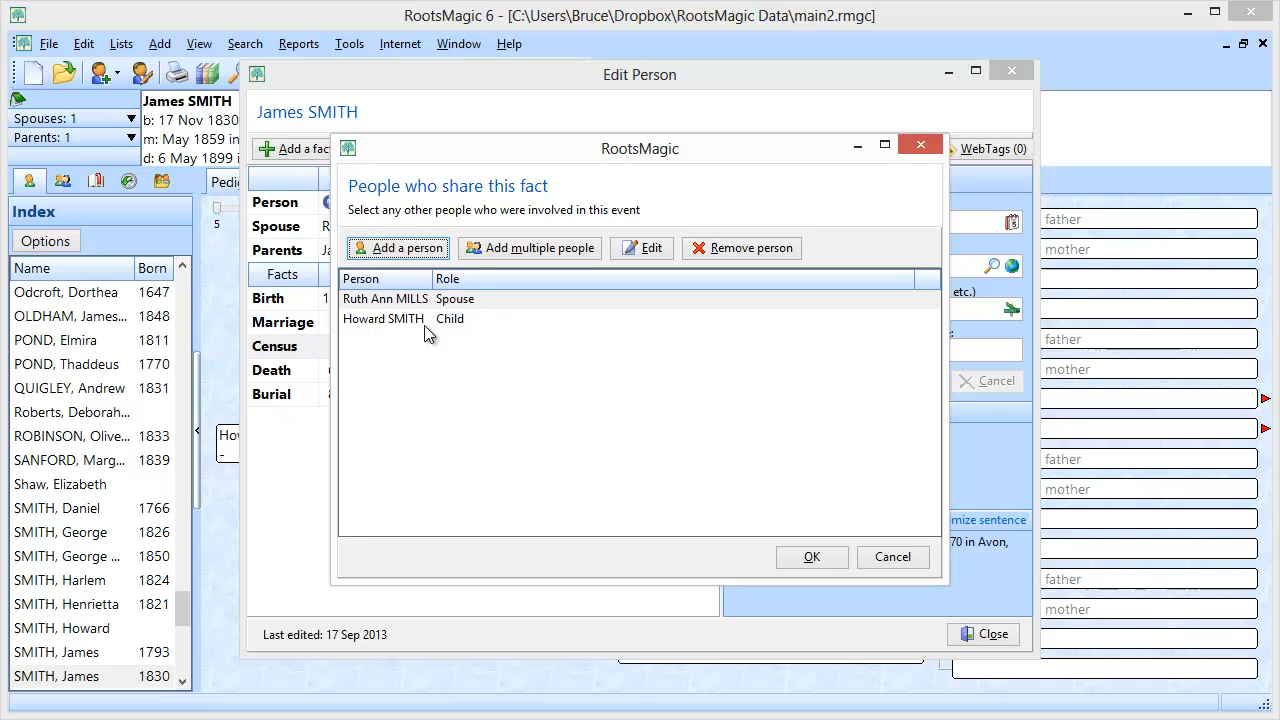 RootsMagic 6 - [C:\Users\Bruce\Dropbox\RootsMagic Data\main2.rmgc]
File Edit Lists Add View Search Reports Tools Internet Window Help
James SMITH
b: 17 Nov 1830
m: May 1859 in
d: 6 May 1899 in
Spouses: 1
Parents: 1
Pedi
5
Index
Options
Name Born
Odcroft, Dorthea 1647
OLDHAM, James... 1848
POND, Elmira 1811
POND, Thaddeus 1770
QUIGLEY, Andrew 1831
Roberts, Deborah...
ROBINSON, Olive... 1833
SANFORD, Marg... 1839
Shaw, Elizabeth
SMITH, Daniel 1766
SMITH, George 1826
SMITH, George ... 1850
SMITH, Harlem 1824
SMITH, Henrietta 1821
SMITH, Howard
SMITH, James 1793
SMITH, James 1830
Ho
-
Edit Person
James SMITH
Add a fac
WebTags (0)
Person
Spouse R
Parents Ja
Facts
Birth 1
Marriage
Census
Death
Burial
etc.)
Cancel
mize sentence
70 in Avon,
Last edited: 17 Sep 2013
Close
RootsMagic
People who share this fact
Select any other people who were involved in this event
Add a person Add multiple people Edit Remove person
Person Role
Ruth Ann MILLS Spouse
Howard SMITH Child
OK Cancel
father
mother
father
mother
father
mother
father
mother